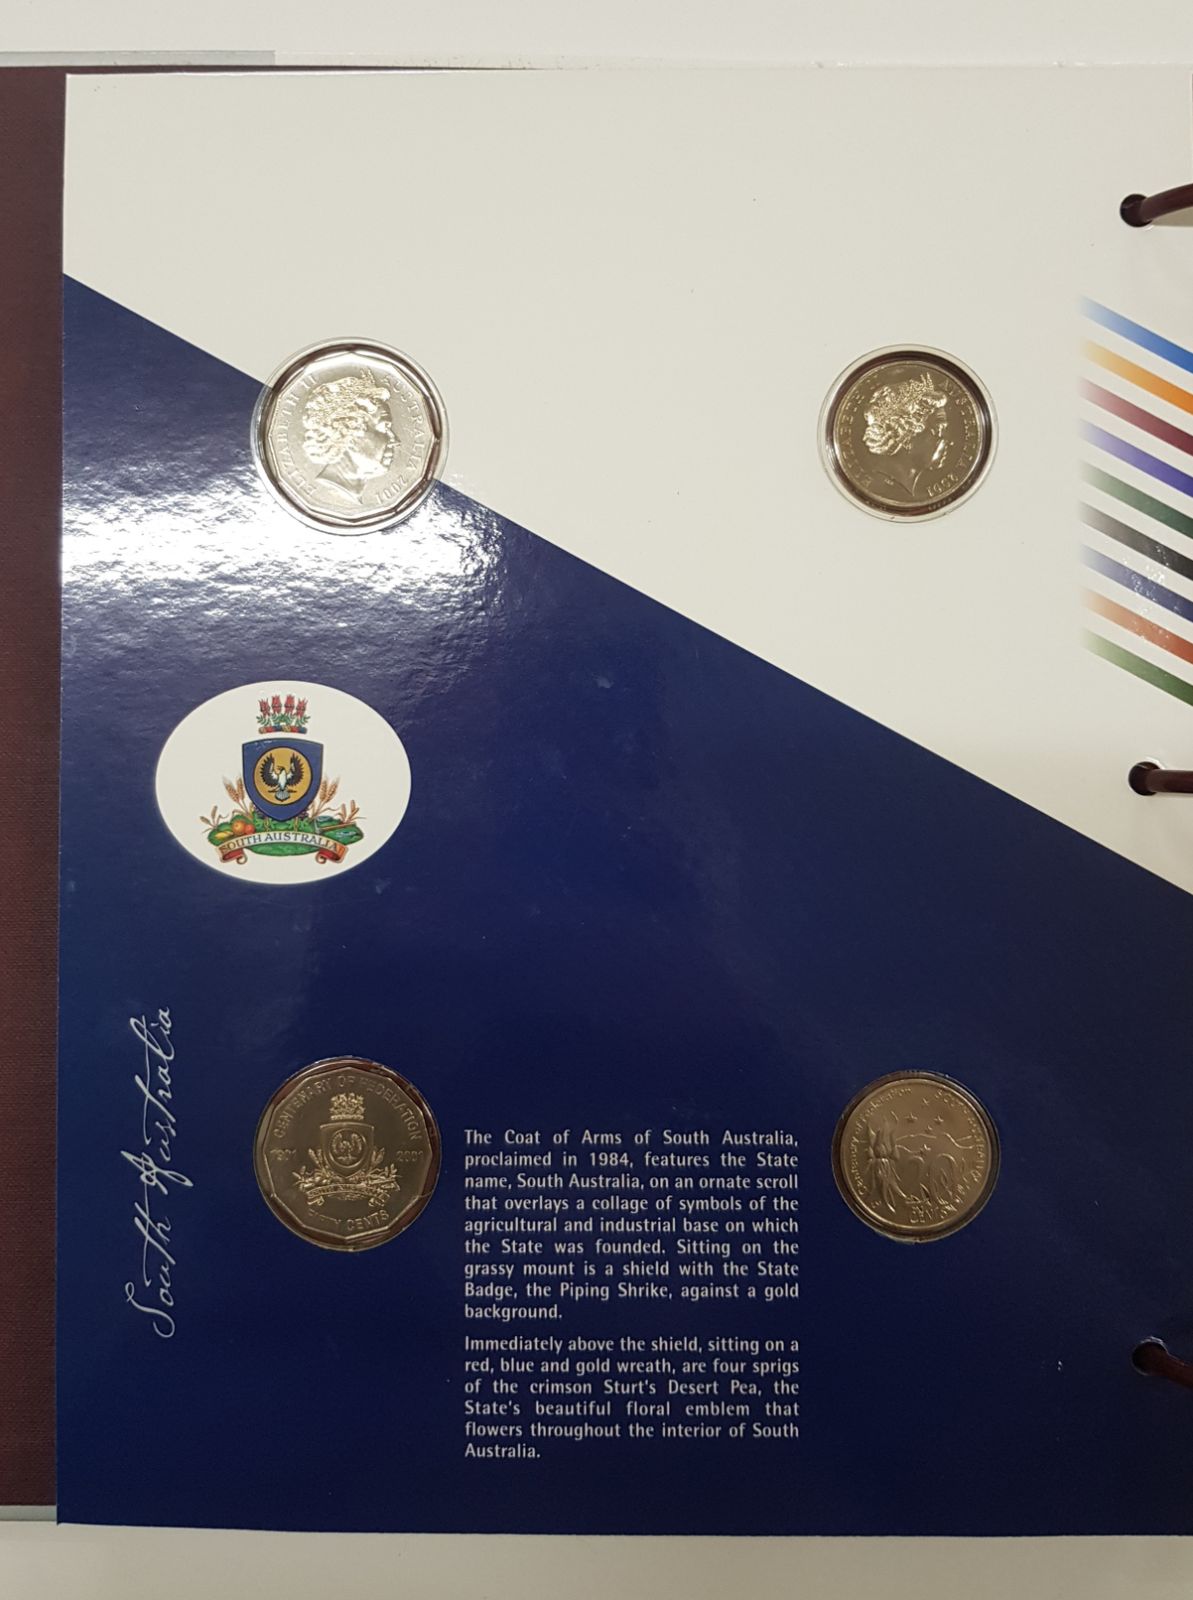 ELIZABETH II AUSTRALIA 2001
ELIZABETH II AUSTRALIA 2001
SOUTH AUSTRALIA
South Australia
CENTENARY OF FEDERATION
1901 2001
FIFTY CENTS
Centenary of Federation
The Coat of Arms of South Australia,
proclaimed in 1984, features the State
name, South Australia, on an ornate scroll
that overlays a collage of symbols of the
agricultural and industrial base on which
the State was founded. Sitting on the
grassy mount is a shield with the State
Badge, the Piping Shrike, against a gold
background.
Immediately above the shield, sitting on a
red, blue and gold wreath, are four sprigs
of the crimson Sturt's Desert Pea, the
State's beautiful floral emblem that
flowers throughout the interior of South
Australia.